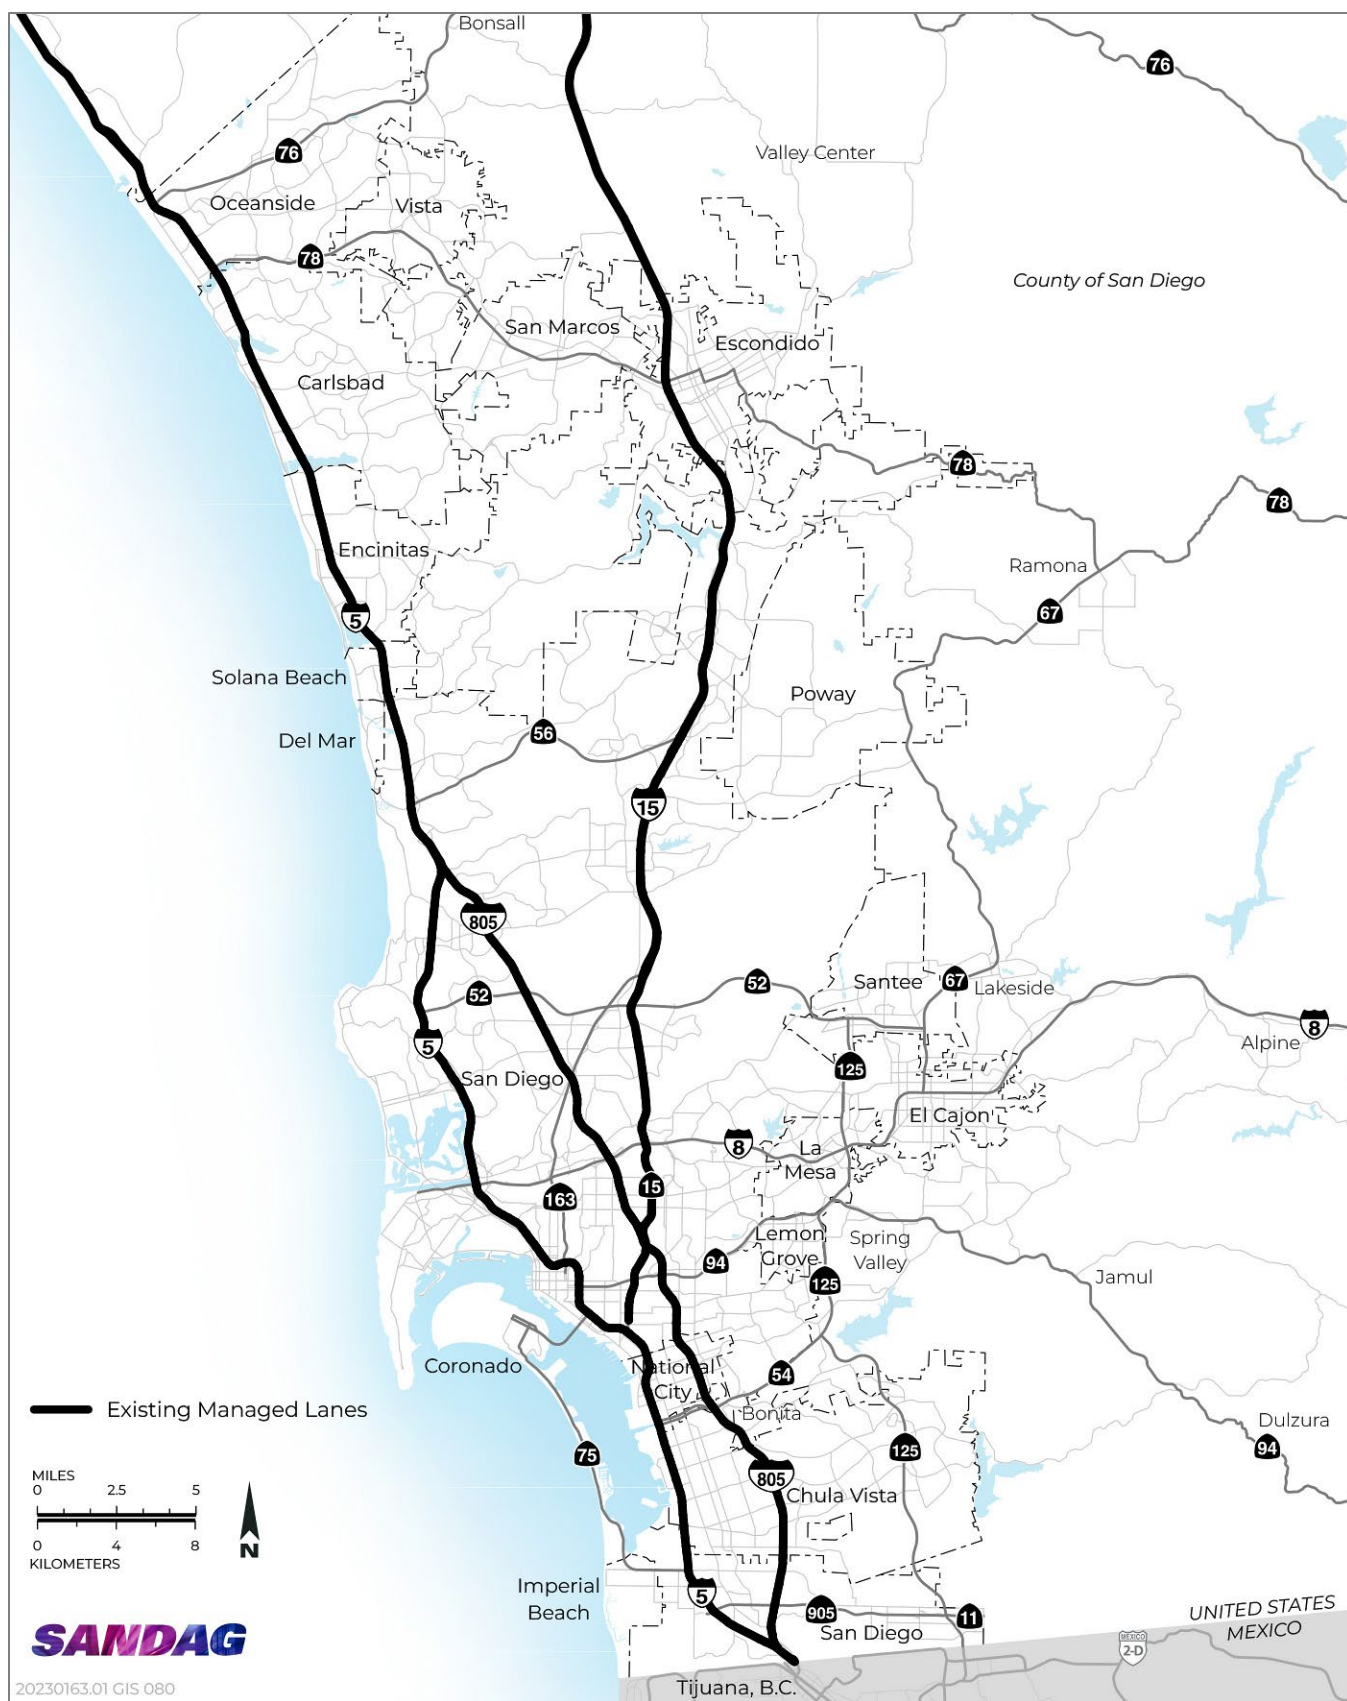 Bonsall
76
76
Valley Center
Oceanside
Vista
78
County of San Diego
San Marcos
Escondido
Carlsbad
78
78
Encinitas
Ramona
67
5
Solana Beach
Poway
Del Mar
56
15
805
52
52
Santee
67
Lakeside
8
Alpine
5
San Diego
125
El Cajon
8
La
Mesa
15
163
Lemon
Grove
Spring
Valley
94
125
Jamul
Coronado
National
City
54
Bonita
Existing Managed Lanes
Dulzura
94
75
125
805
Chula Vista
MILES
0 2.5 5
0 4 8
KILOMETERS
N
Imperial
Beach
5
905
11
San Diego
UNITED STATES
MEXICO
MEXICO
2-D
SANDAG
20230163.01 GIS 080
Tijuana, B.C.